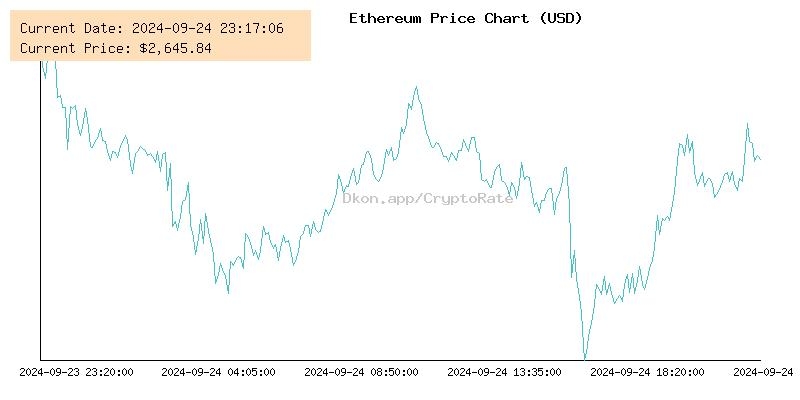 Ethereum Price Chart (USD)
Current Date: 2024-09-24 23:17:06
Current Price: $2,645.84
Dkon.app/CryptoRate
2024-09-23 23:20:00 2024-09-24 04:05:00 2024-09-24 08:50:00 2024-09-24 13:35:00 2024-09-24 18:20:00 2024-09-24